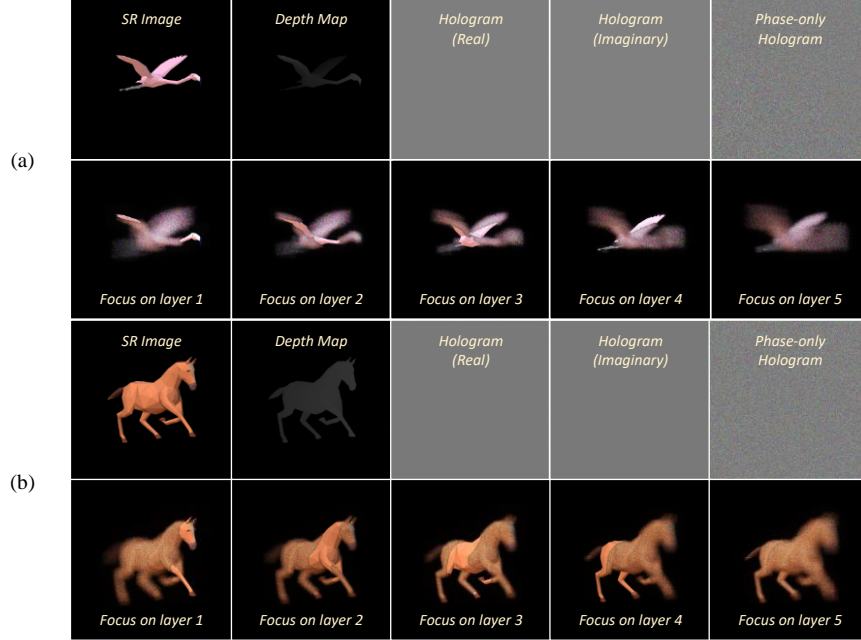 (a)
SR Image
Depth Map
Hologram
(Real)
Hologram
(Imaginary)
Phase-only
Hologram
Focus on layer 1
Focus on layer 2
Focus on layer 3
Focus on layer 4
Focus on layer 5
(b)
SR Image
Depth Map
Hologram
(Real)
Hologram
(Imaginary)
Phase-only
Hologram
Focus on layer 1
Focus on layer 2
Focus on layer 3
Focus on layer 4
Focus on layer 5